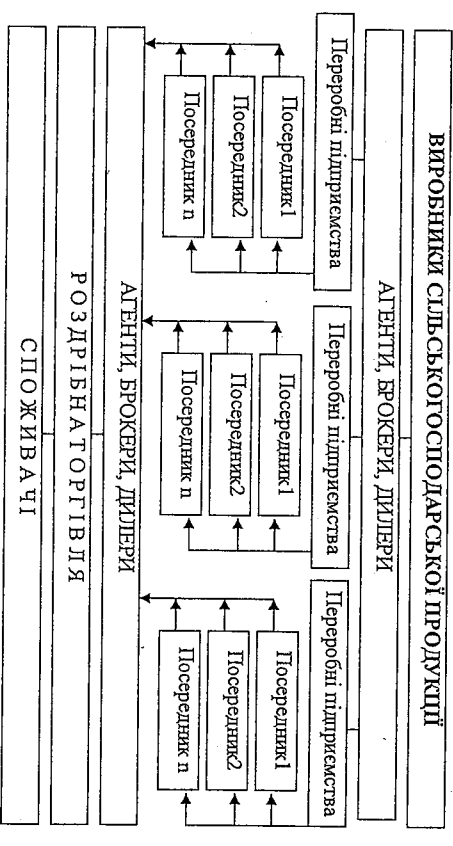 ВИРОБНИКИ СІЛЬСЬКОГОСПОДАРСЬКОЇ ПРОДУКЦІЇ
АГЕНТИ, БРОКЕРИ, ДИЛЕРИ
Переробні підприємства
Посередник1
Посередник2
Посередник n
Переробні підприємства
Посередник1
Посередник2
Посередник n
Переробні підприємства
Посередник1
Посередник2
Посередник n
АГЕНТИ, БРОКЕРИ, ДИЛЕРИ
РОЗДРІБНА ТОРГІВЛЯ
СПОЖИВАЧІ